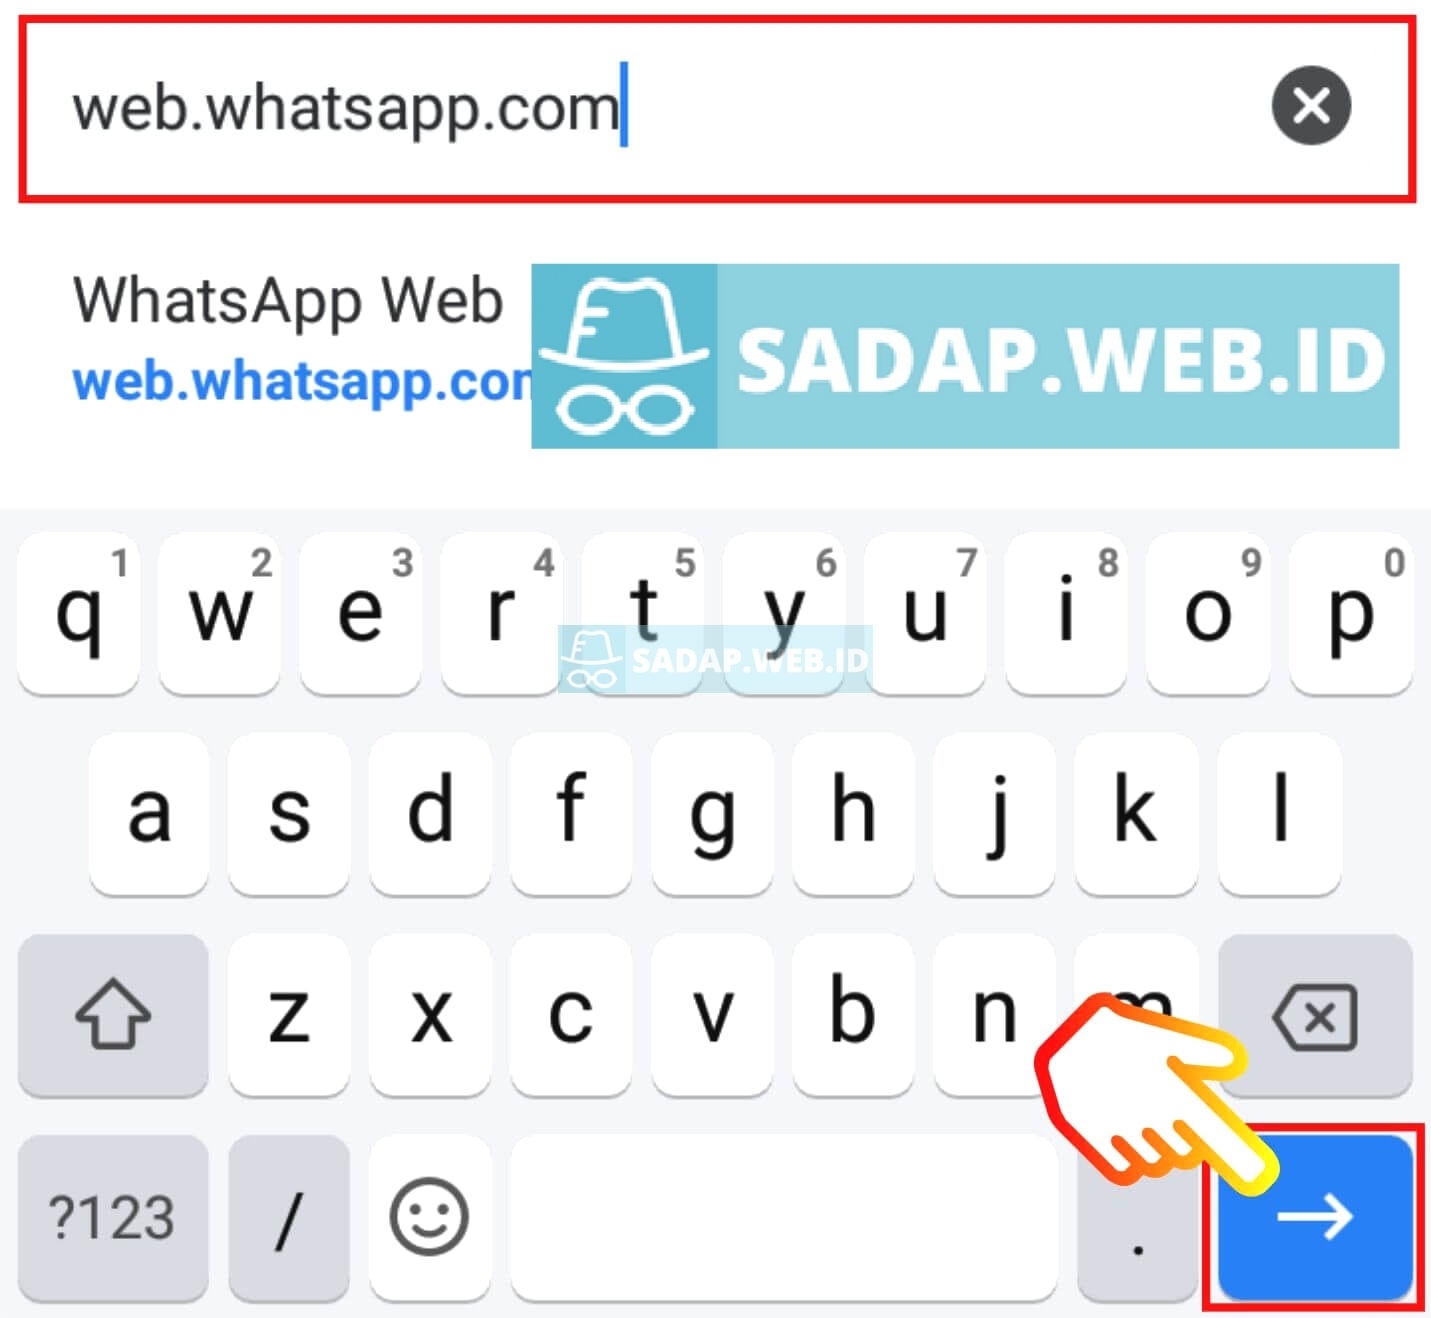 web.whatsapp.com
WhatsApp Web
web.whatsapp.com
SADAP.WEB.ID
q 1 w 2 e 3 r 4 t 5 y 6 u 7 i 8 o 9 p 0
SADAP.WEB.ID
a s d f g h j k l
z x c v b n m
?123 / .